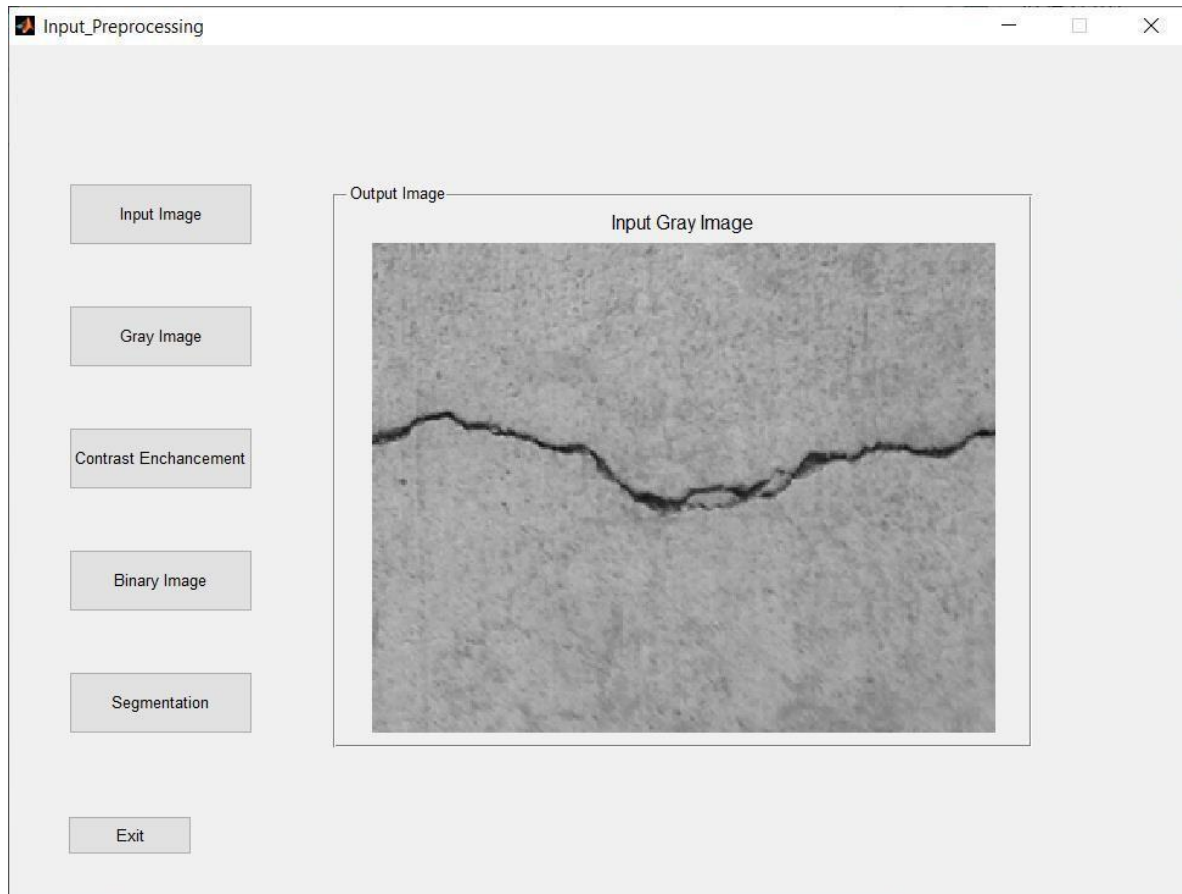 Input_Preprocessing
Input Image
Gray Image
Contrast Enchancement
Binary Image
Segmentation
Exit
Output Image
Input Gray Image